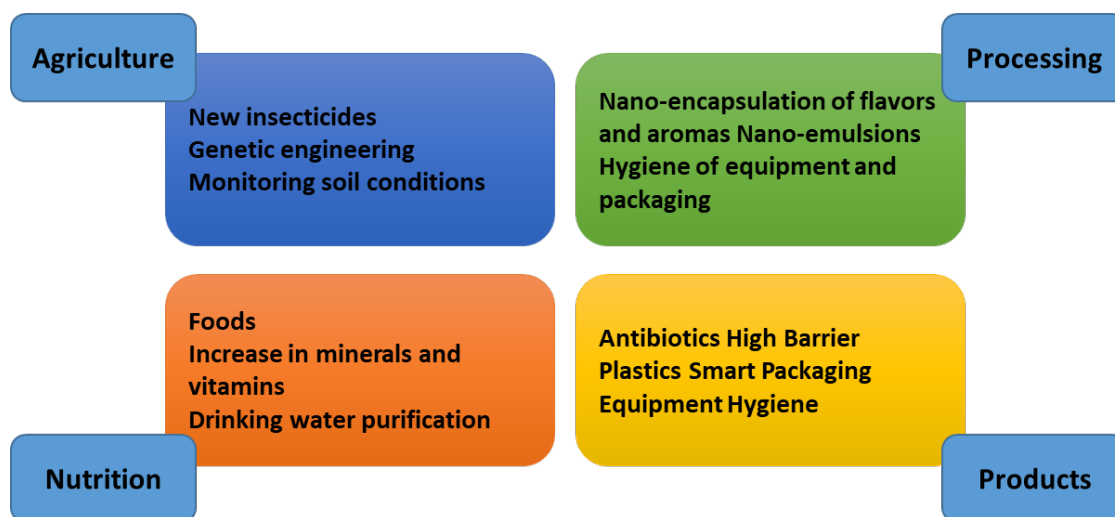 Agriculture
New insecticides
Genetic engineering
Monitoring soil conditions
Processing
Nano-encapsulation of flavors
and aromas Nano-emulsions
Hygiene of equipment and
packaging
Foods
Increase in minerals and
vitamins
Drinking water purification
Nutrition
Antibiotics High Barrier
Plastics Smart Packaging
Equipment Hygiene
Products